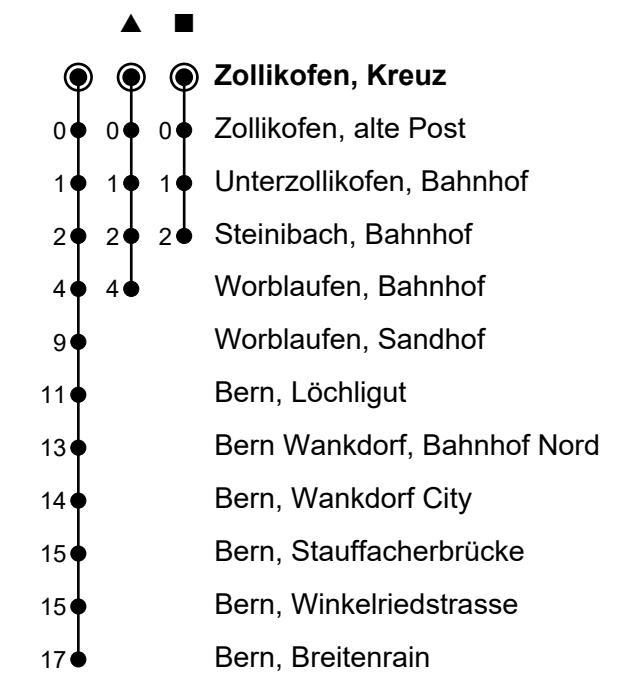 ▲ ■
Zollikofen, Kreuz
0 0 0 Zollikofen, alte Post
1 1 1 Unterzollikofen, Bahnhof
2 2 2 Steinibach, Bahnhof
4 4 Worblaufen, Bahnhof
9 Worblaufen, Sandhof
11 Bern, Löchligut
13 Bern Wankdorf, Bahnhof Nord
14 Bern, Wankdorf City
15 Bern, Stauffacherbrücke
15 Bern, Winkelriedstrasse
17 Bern, Breitenrain